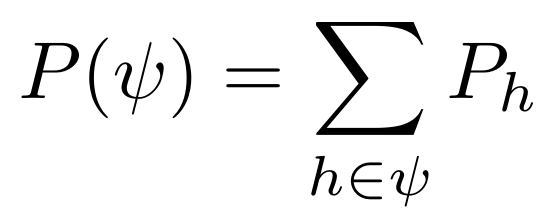 P(ψ) = ∑_{h∈ψ} P_h